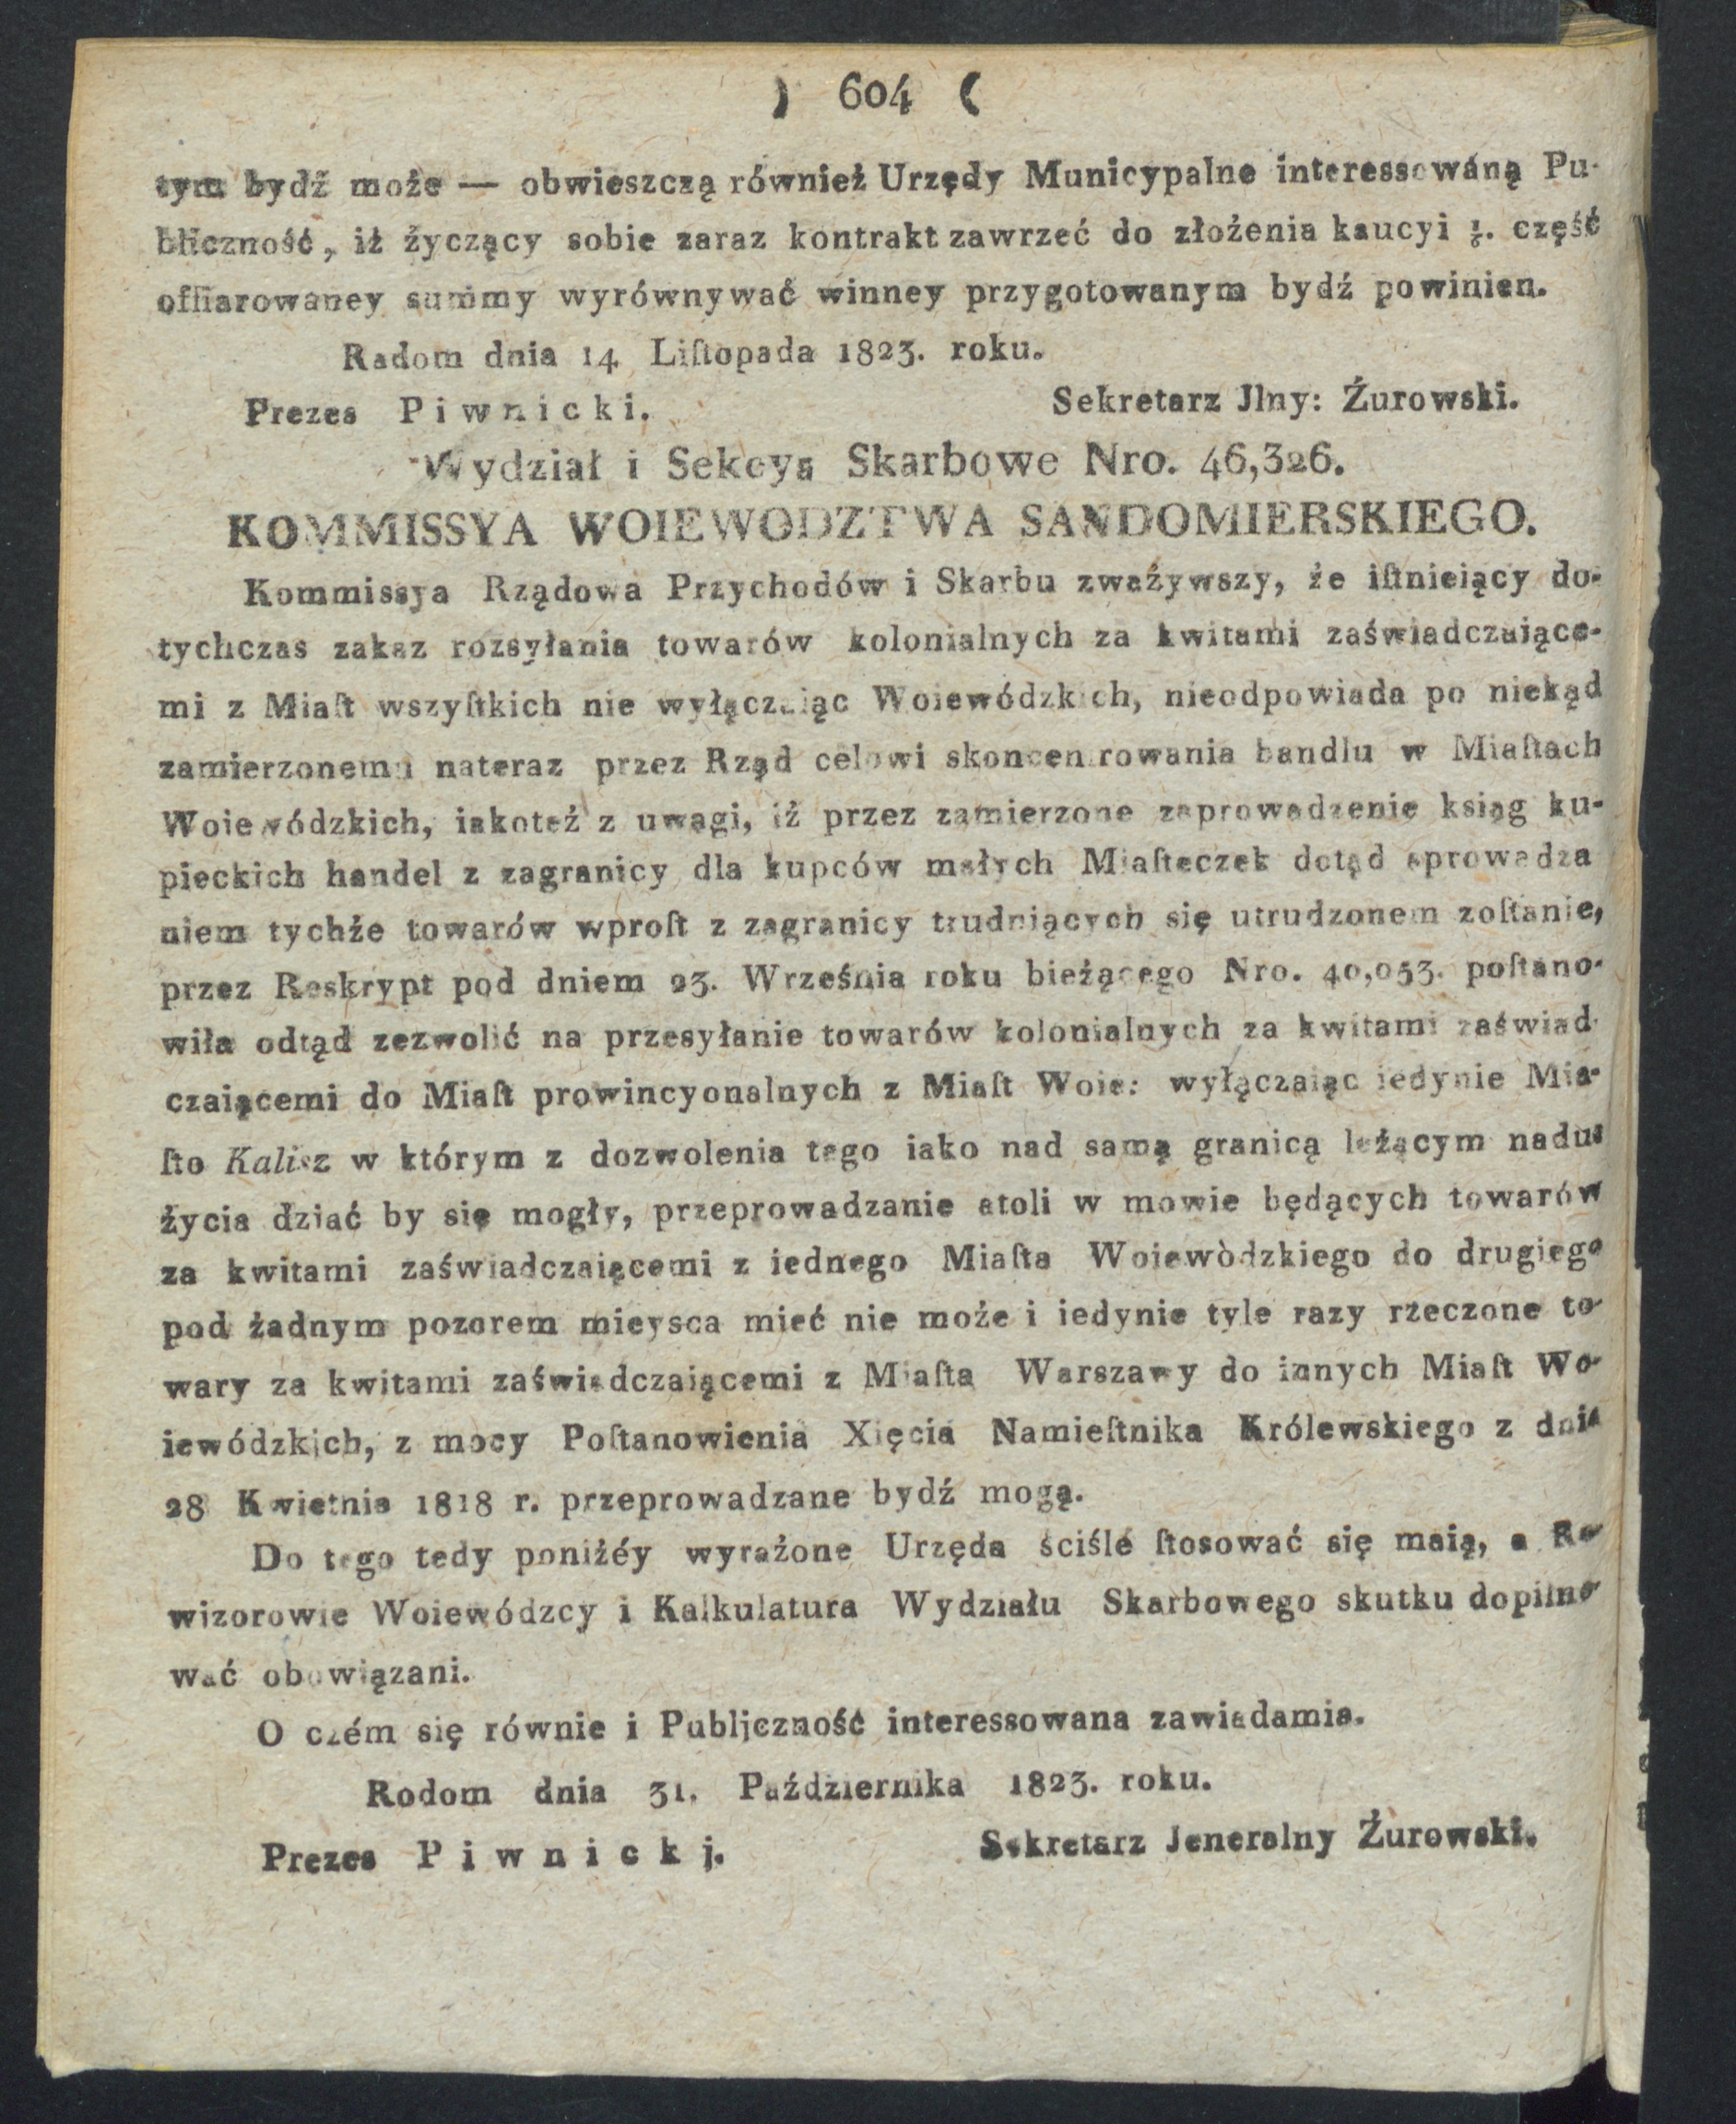 ) 604 (
tym bydź może — obwieszczą również Urzędy Municypalne interessowáną Pu-
bliczność, iż życzący sobie zaraz kontrakt zawrzeć do złożenia kaucyi część
offiarowaney summy wyrównywać winney przygotowanym bydź powinien.
Radom dnia 14 Liſtopada 1823. roku.
Prezes Piwnicki. Sekretarz Jlny: Żurowski.
Wydział i Sekcya Skarbowe Nro. 46,326.
KOMMISSYA WOIEWODZTWA SANDOMIERSKIEGO.
Kommissya Rządowa Przychodów i Skarbu zważywszy, że iſtnieiący do-
tychczas zakaz rozsyłania towarów kolonialnych za kwitami zaświadczaiące-
mi z Miaſt wszyſtkich nie wyłączaiąc Woiewódzkich, nieodpowiada po niekąd
zamierzonemu nateraz przez Rząd celowi skoncentrowania handlu w Miaſtach
Woiewódzkich, iakoteż z uwagi, iż przez zamierzone zaprowadzenie ksiąg ku-
pieckich handel z zagranicy dla kupców małych Miaſteczek dotąd sprowadza
niem tychże towarów wproſt z zagranicy trudniących się utrudzonem zoſtanie,
przez Reskrypt pod dniem 23. Września roku bieżącego Nro. 40,053. poſtano-
wiła odtąd zezwolić na przesyłanie towarów kolonialnych za kwitami zaświad-
czaiącemi do Miaſt prowincyonalnych z Miaſt Woie: wyłączaiąc iedynie Mia-
ſto Kalisz w którym z dozwolenia tego iako nad samą granicą leżącym nadu-
życia dziać by się mogły, przeprowadzanie atoli w mowie będących towarów
za kwitami zaświadczaiącemi z iednego Miaſta Woiewòdzkiego do drugiego
pod żadnym pozorem mieysca mieć nie może i iedynie tyle razy rzeczone to-
wary za kwitami zaświadczaiącemi z Miaſta Warszawy do innych Miaſt Wo-
iewódzkich, z mocy Poſtanowienia Xięcia Namieſtnika Królewskiego z dnia
28 Kwietnia 1818 r. przeprowadzane bydź mogą.
Do tego tedy poniżéy wyrażone Urzęda ściślé ſtosować się maią, a Re-
wizorowie Woiewódzcy i Kalkulatura Wydziału Skarbowego skutku dopilno-
wać obowiązani.
O czém się równie i Publjczność interessowana zawiadamia.
Rodom dnia 31. Października 1823. roku.
Prezes Piwnickj. Sekretarz Jeneralny Żurowski.